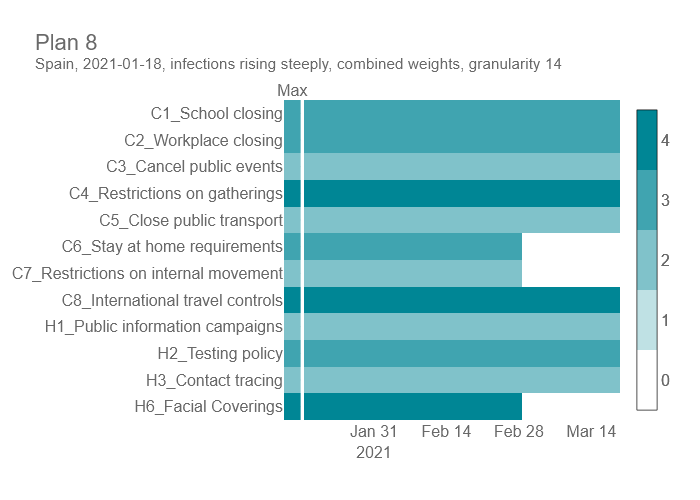 Plan 8
Spain, 2021-01-18, infections rising steeply, combined weights, granularity 14
Max
C1_School closing
C2_Workplace closing
C3_Cancel public events
C4_Restrictions on gatherings
C5_Close public transport
C6_Stay at home requirements
C7_Restrictions on internal movement
C8_International travel controls
H1_Public information campaigns
H2_Testing policy
H3_Contact tracing
H6_Facial Coverings
Jan 31 Feb 14 Feb 28 Mar 14
2021
4
3
2
1
0